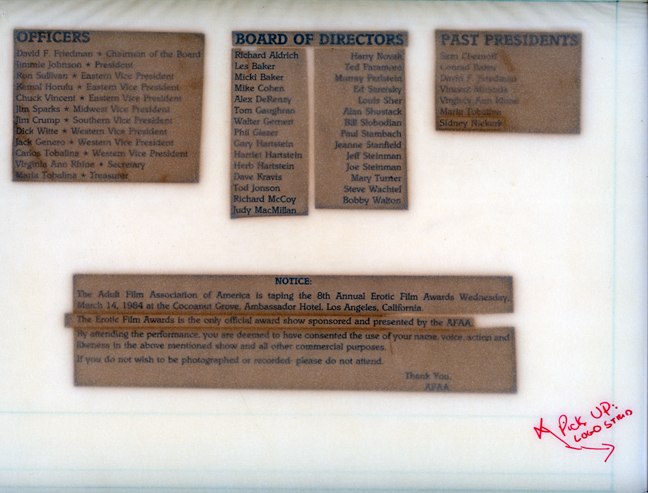 OFFICERS
David F. Friedman ★ Chairman of the Board
Jimmie Johnson ★ President
Ron Sullivan ★ Eastern Vice President
Kemal Horulu ★ Eastern Vice President
Chuck Vincent ★ Eastern Vice President
Jim Sparks ★ Midwest Vice President
Jim Crump ★ Southern Vice President
Dick Witte ★ Western Vice President
Jack Genero ★ Western Vice President
Carlos Tobalina ★ Western Vice President
Virginia Ann Rhine ★ Secretary
Maria Tobalina ★ Treasurer
BOARD OF DIRECTORS
Richard Aldrich
Les Baker
Micki Baker
Mike Cohen
Alex DeRenzy
Tom Gaughran
Walter Gernert
Phil Glaser
Gary Hartstein
Harriet Hartstein
Herb Hartstein
Dave Kravis
Tod Jonson
Richard McCoy
Judy MacMillan
Harry Novak
Ted Paramore
Murray Perlstein
Ed Saretsky
Louis Sher
Alan Shustack
Bill Slobodian
Paul Stambach
Jeanne Stanfield
Jeff Steinman
Joe Steinman
Mary Turner
Steve Wachtel
Bobby Walton
PAST PRESIDENTS
Sam Chernoff
Conrad Baker
David F. Friedman
Vincent Miranda
Virginia Ann Rhine
Maria Tobalina
Sidney Niekerk
NOTICE:
The Adult Film Association of America is taping the 8th Annual Erotic Film Awards Wednesday,
March 14, 1984 at the Cocoanut Grove, Ambassador Hotel, Los Angeles, California.
The Erotic Film Awards is the only official award show sponsored and presented by the AFAA.
By attending the performance, you are deemed to have consented the use of your name, voice, action and
likeness in the above mentioned show and all other commercial purposes.
If you do not wish to be photographed or recorded- please do not attend.
Thank You,
AFAA
Pick UP:
LOGO STRIP